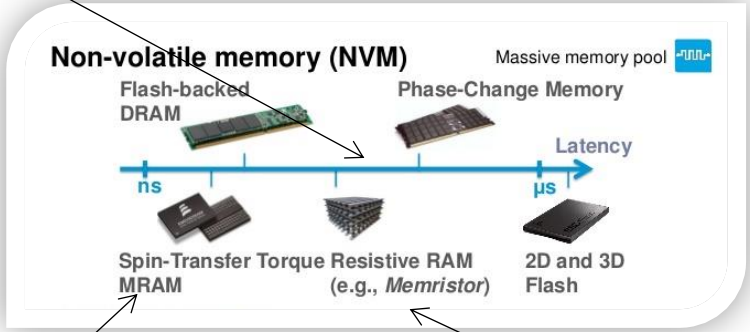 Non-volatile memory (NVM)
Massive memory pool
Flash-backed
DRAM
Phase-Change Memory
Latency
ns
µs
Spin-Transfer Torque
MRAM
Resistive RAM
(e.g., Memristor)
2D and 3D
Flash